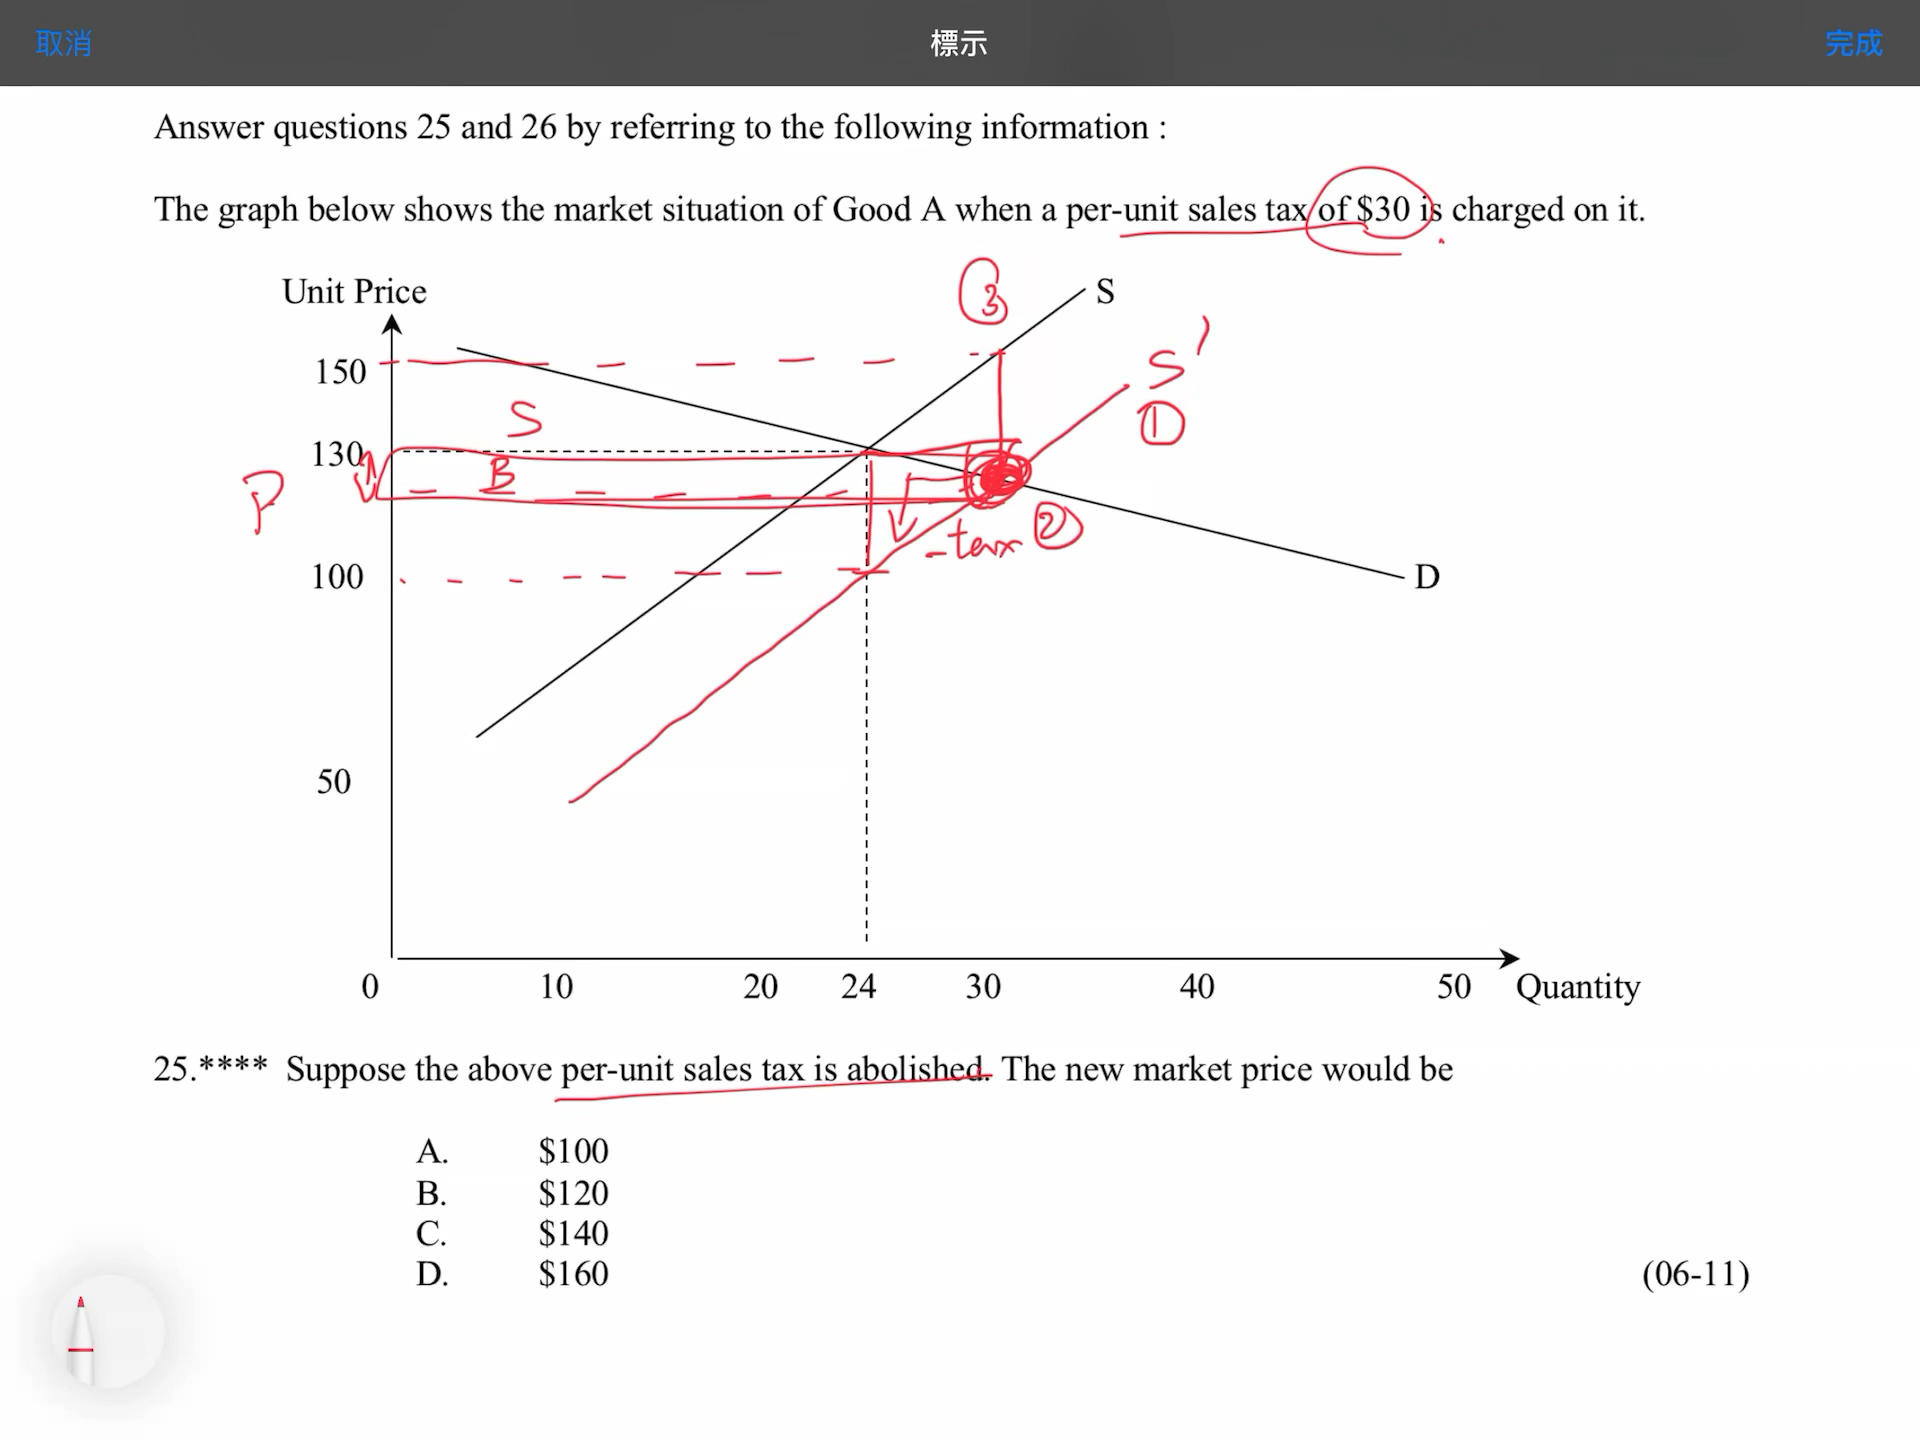 取消 標示 完成
Answer questions 25 and 26 by referring to the following information :
The graph below shows the market situation of Good A when a per-unit sales tax of $30 is charged on it.
Unit Price
3
S
S'
1
150
S
130
B
P
-tax 2
100
D
50
0 10 20 24 30 40 50 Quantity
25.**** Suppose the above per-unit sales tax is abolished. The new market price would be
A. $100
B. $120
C. $140
D. $160
(06-11)